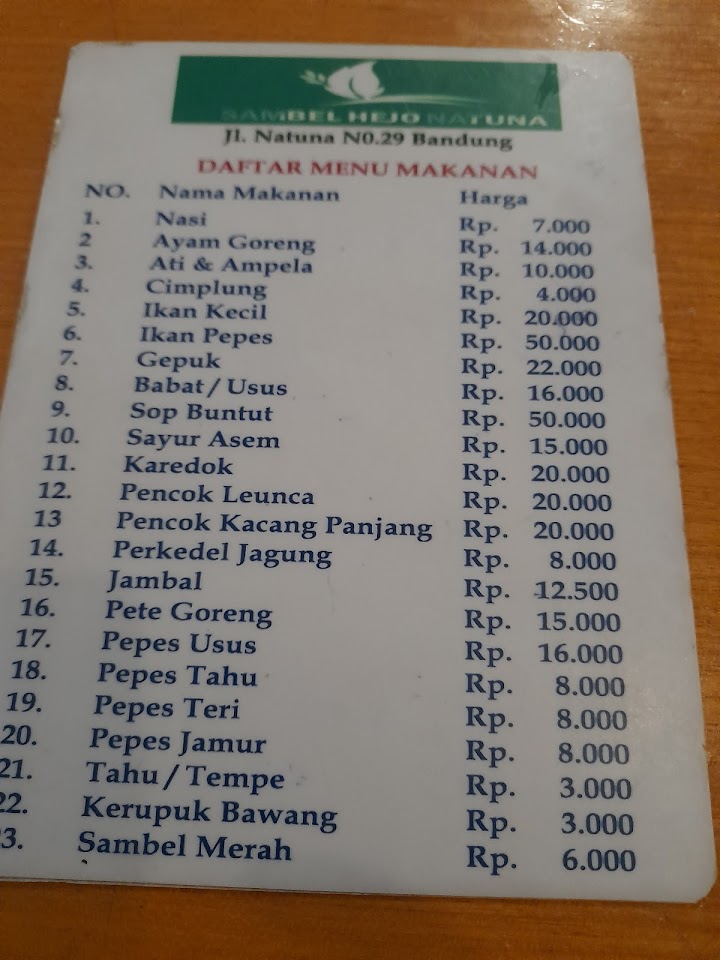 SAMBEL HEJO NATUNA
Jl. Natuna N0.29 Bandung
DAFTAR MENU MAKANAN
NO. Nama Makanan Harga
1. Nasi Rp. 7.000
2 Ayam Goreng Rp. 14.000
3. Ati & Ampela Rp. 10.000
4. Cimplung Rp. 4.000
5. Ikan Kecil Rp. 20.000
6. Ikan Pepes Rp. 50.000
7. Gepuk Rp. 22.000
8. Babat / Usus Rp. 16.000
9. Sop Buntut Rp. 50.000
10. Sayur Asem Rp. 15.000
11. Karedok Rp. 20.000
12. Pencok Leunca Rp. 20.000
13 Pencok Kacang Panjang Rp. 20.000
14. Perkedel Jagung Rp. 8.000
15. Jambal Rp. 12.500
16. Pete Goreng Rp. 15.000
17. Pepes Usus Rp. 16.000
18. Pepes Tahu Rp. 8.000
19. Pepes Teri Rp. 8.000
20. Pepes Jamur Rp. 8.000
21. Tahu / Tempe Rp. 3.000
22. Kerupuk Bawang Rp. 3.000
3. Sambel Merah Rp. 6.000